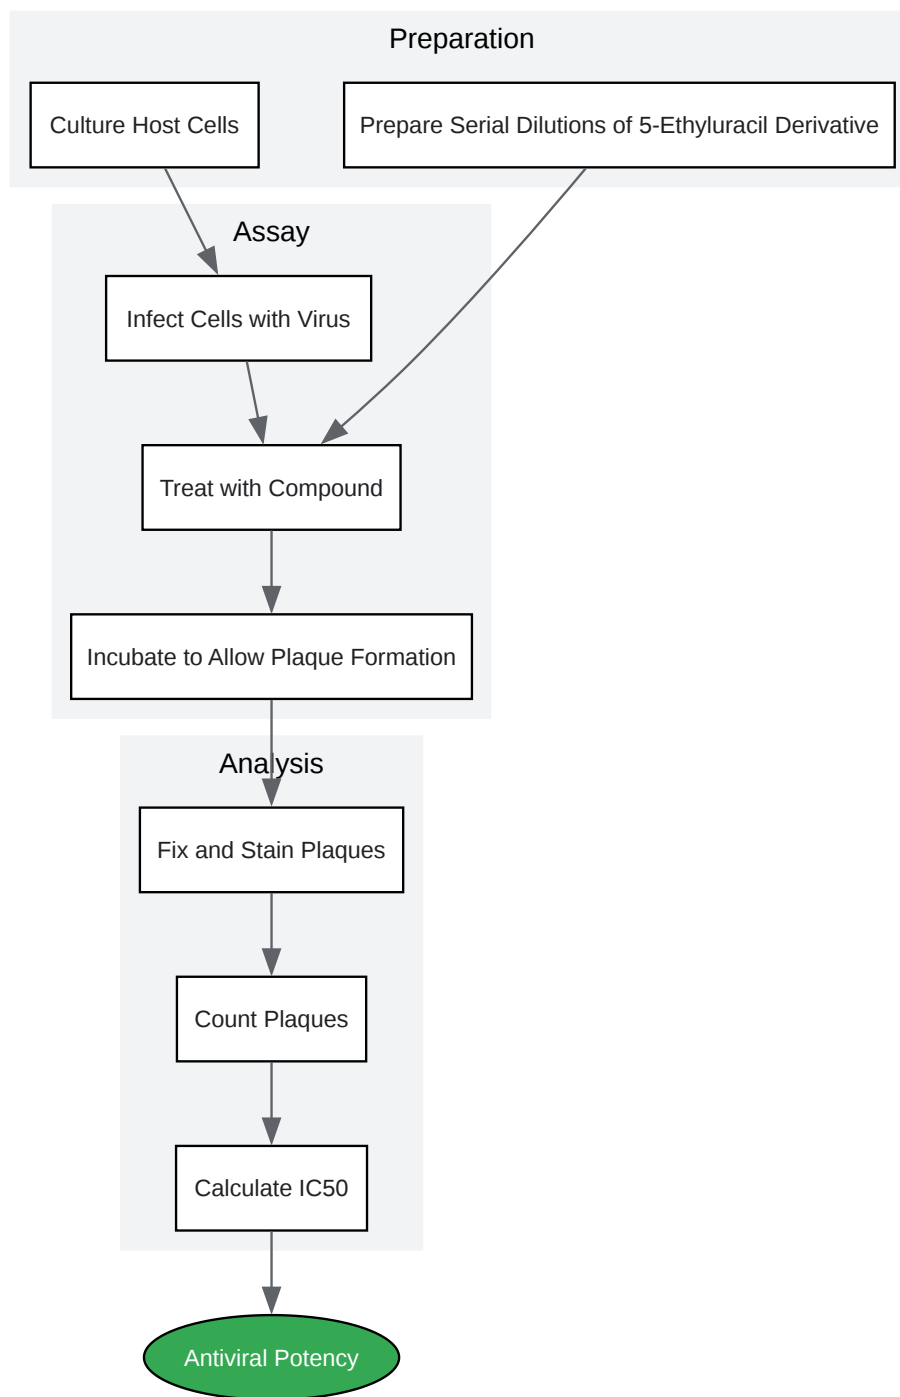 Preparation
Culture Host Cells
Prepare Serial Dilutions of 5-Ethyluracil Derivative
Assay
Infect Cells with Virus
Treat with Compound
Incubate to Allow Plaque Formation
Analysis
Fix and Stain Plaques
Count Plaques
Calculate IC50
Antiviral Potency